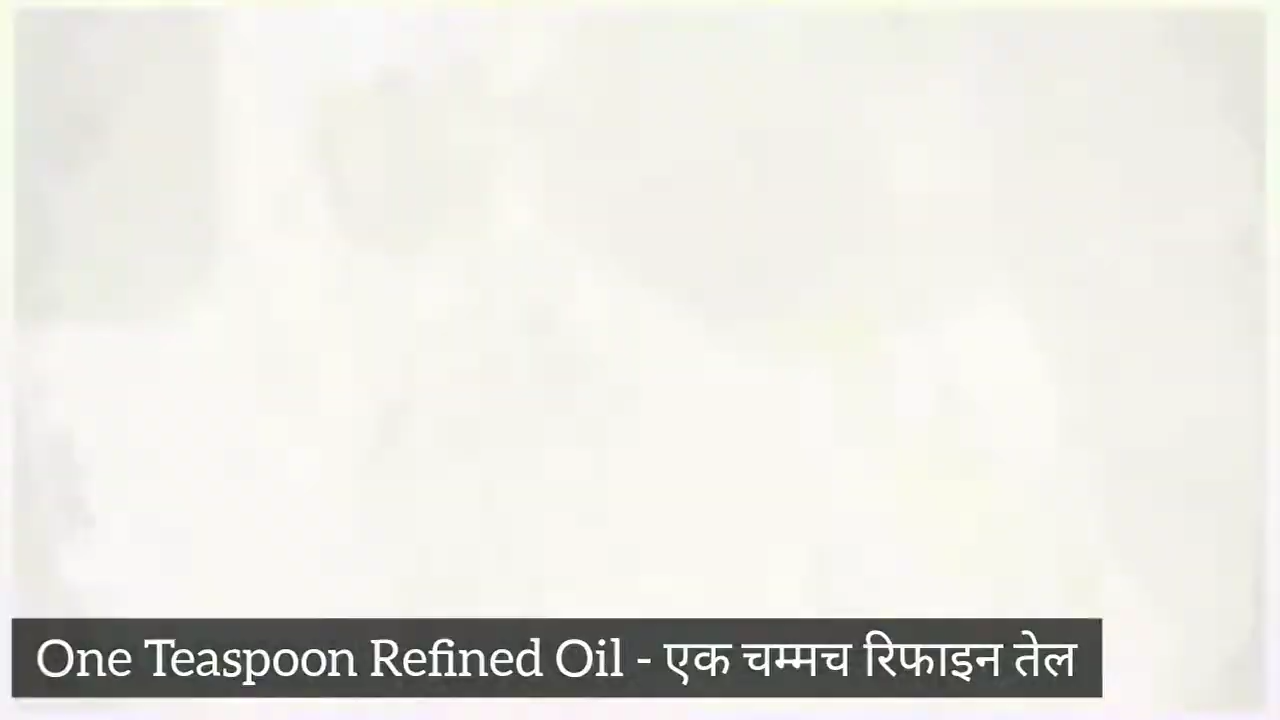 One Teaspoon Refined Oil - एक चम्मच रिफाइन तेल